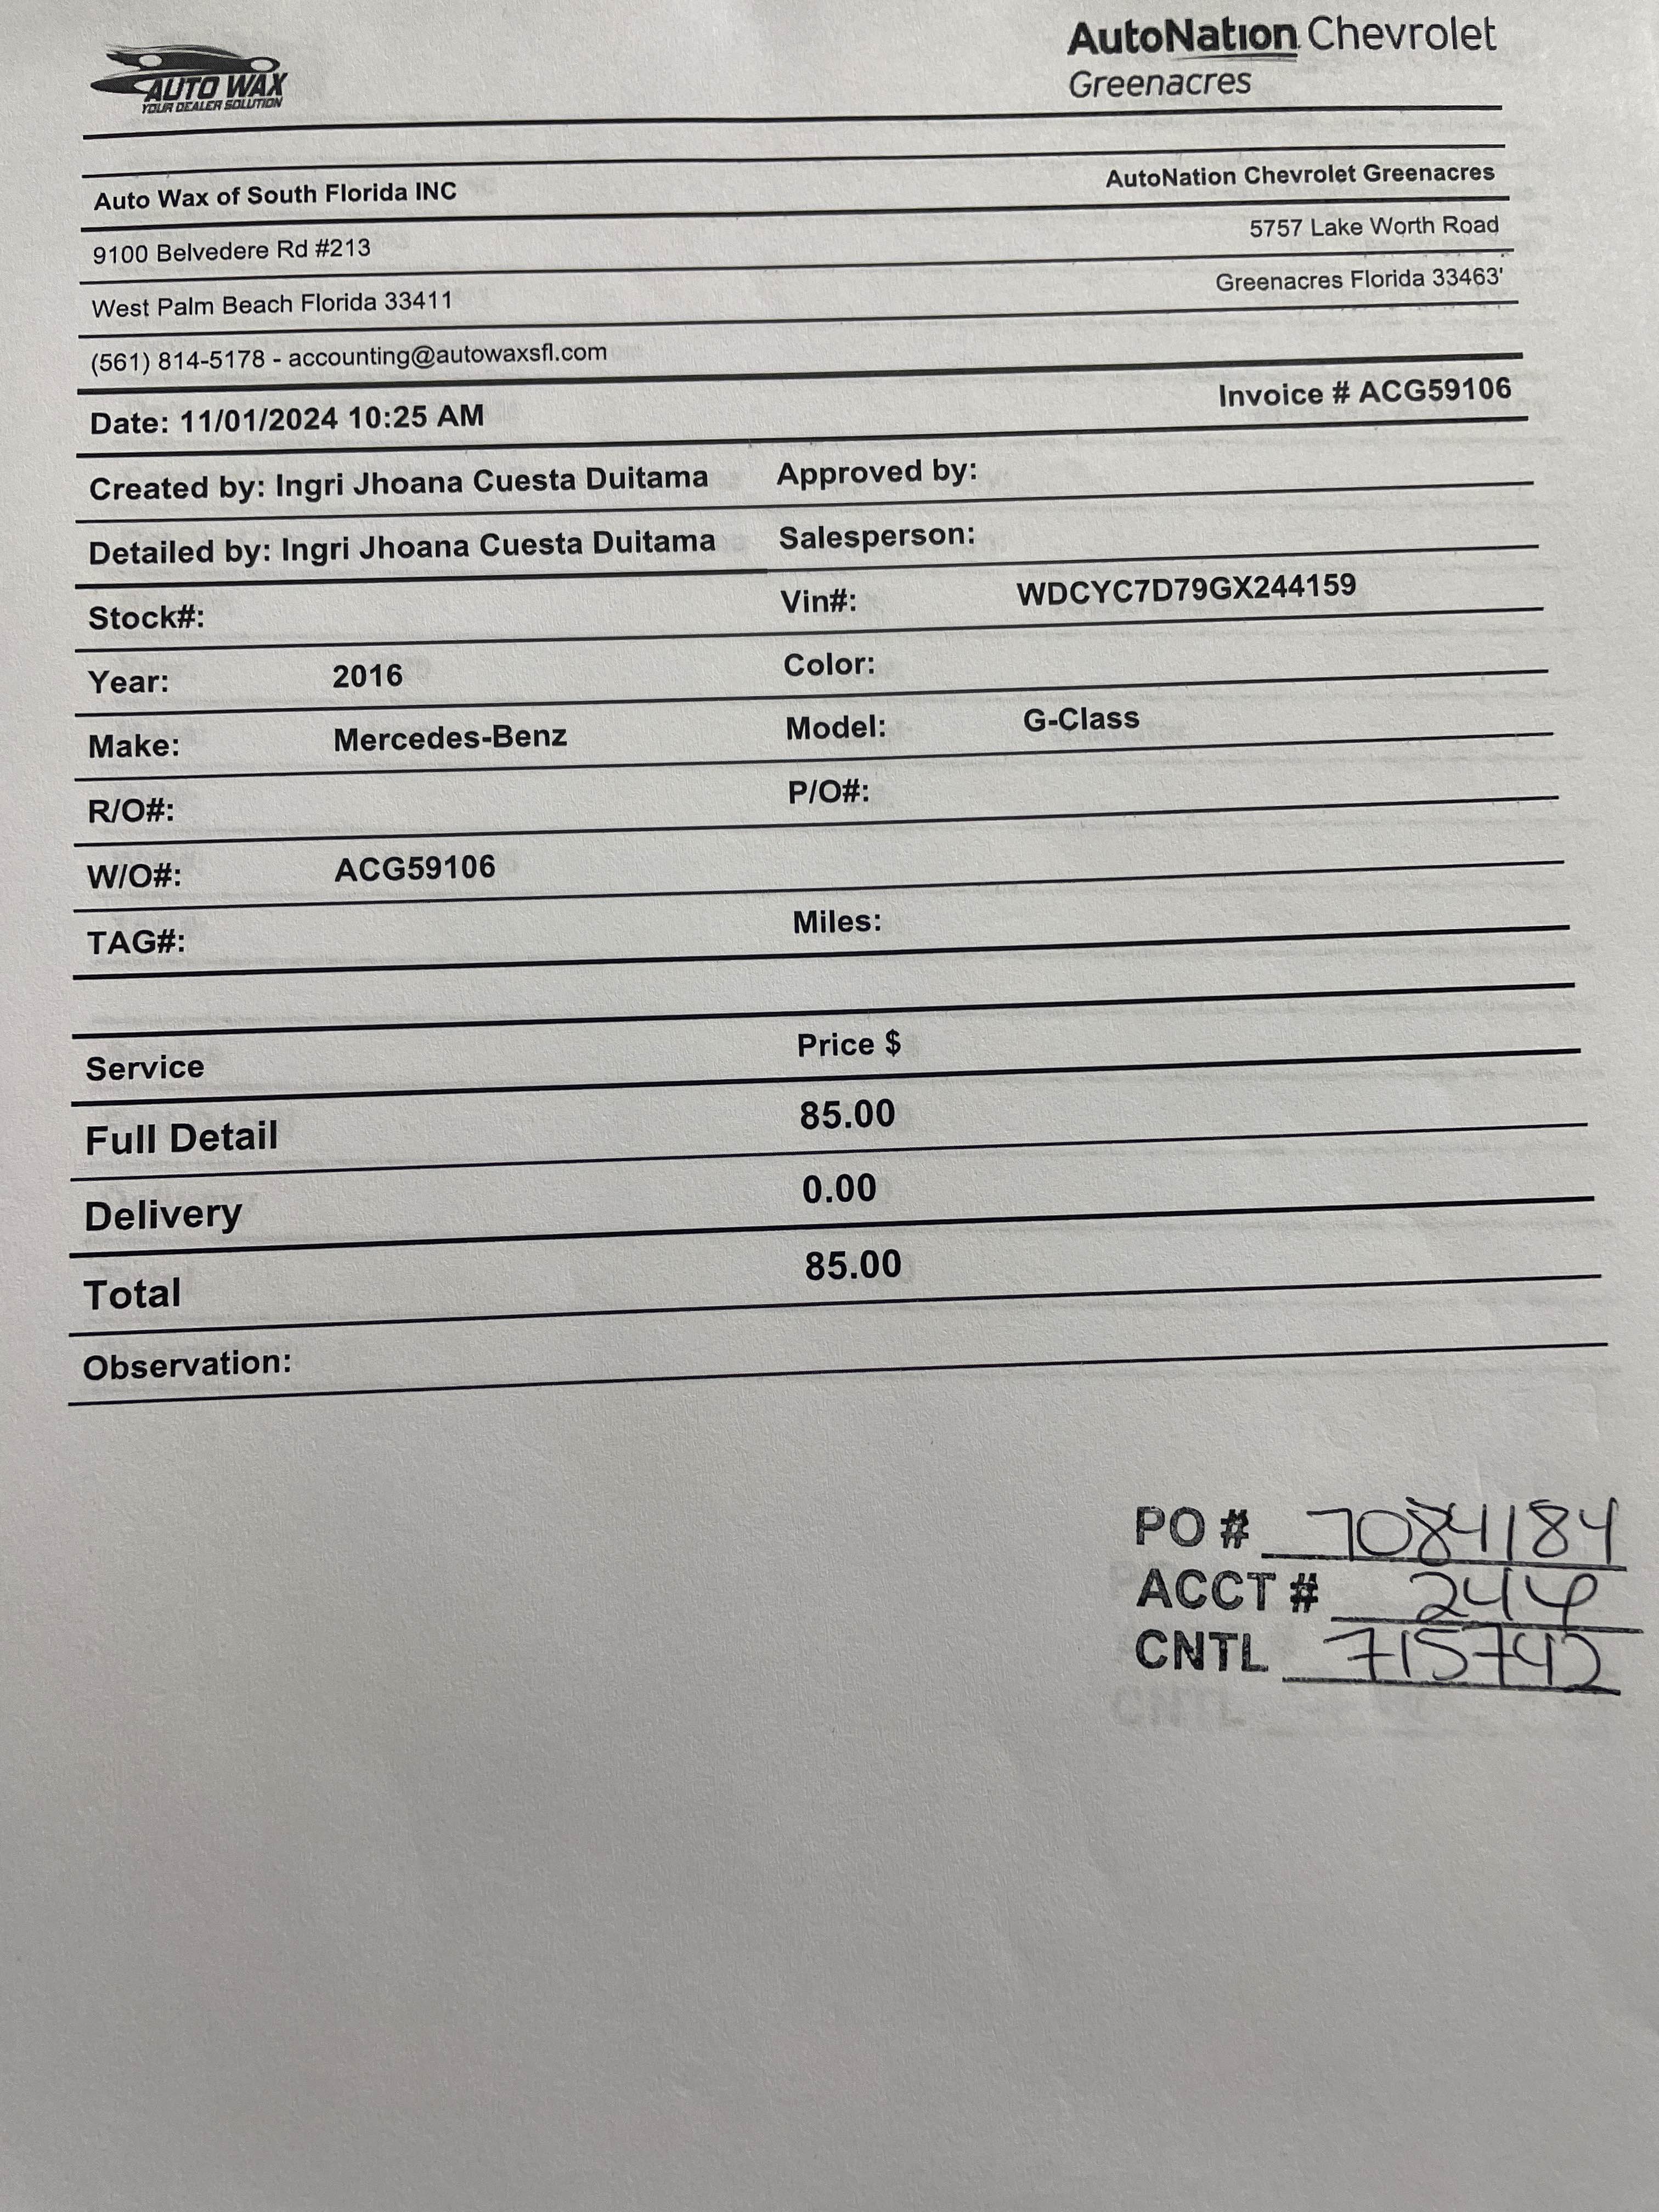 AUTO WAX
YOUR DEALER SOLUTION
AutoNation Chevrolet
Greenacres
Auto Wax of South Florida INC
AutoNation Chevrolet Greenacres
9100 Belvedere Rd #213
5757 Lake Worth Road
West Palm Beach Florida 33411
Greenacres Florida 33463'
(561) 814-5178 - accounting@autowaxsfl.com
Date: 11/01/2024 10:25 AM
Invoice # ACG59106
Created by: Ingri Jhoana Cuesta Duitama Approved by:
Detailed by: Ingri Jhoana Cuesta Duitama Salesperson:
Stock#: Vin#: WDCYC7D79GX244159
Year: 2016 Color:
Make: Mercedes-Benz Model: G-Class
R/O#: P/O#:
W/O#: ACG59106
TAG#: Miles:
Service Price $
Full Detail 85.00
Delivery 0.00
Total 85.00
Observation:
PO # 7084184
ACCT #
CNTL 715742